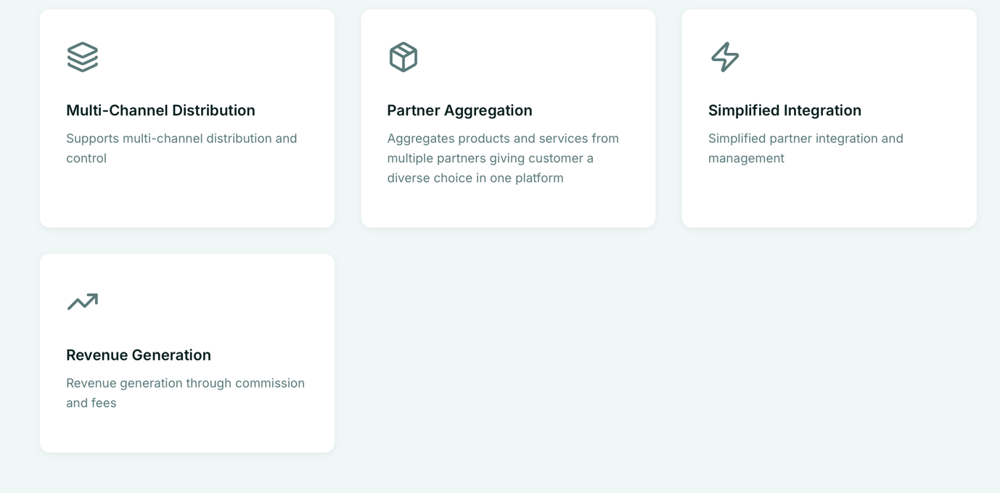 Multi-Channel Distribution
Supports multi-channel distribution and
control
Partner Aggregation
Aggregates products and services from
multiple partners giving customer a
diverse choice in one platform
Simplified Integration
Simplified partner integration and
management
Revenue Generation
Revenue generation through commission
and fees